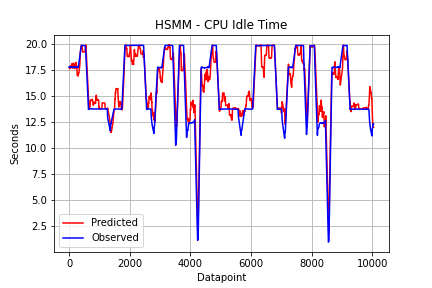 HSMM - CPU Idle Time
20.0
17.5
15.0
12.5
10.0
7.5
5.0
2.5
Seconds
Predicted
Observed
0 2000 4000 6000 8000 10000
Datapoint